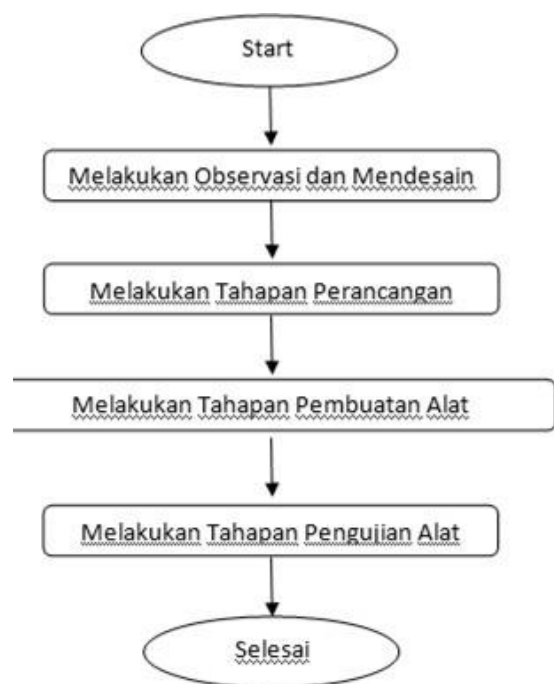 Start
Melakukan Observasi dan Mendesain
Melakukan Tahapan Perancangan
Melakukan Tahapan Pembuatan Alat
Melakukan Tahapan Pengujian Alat
Selesai